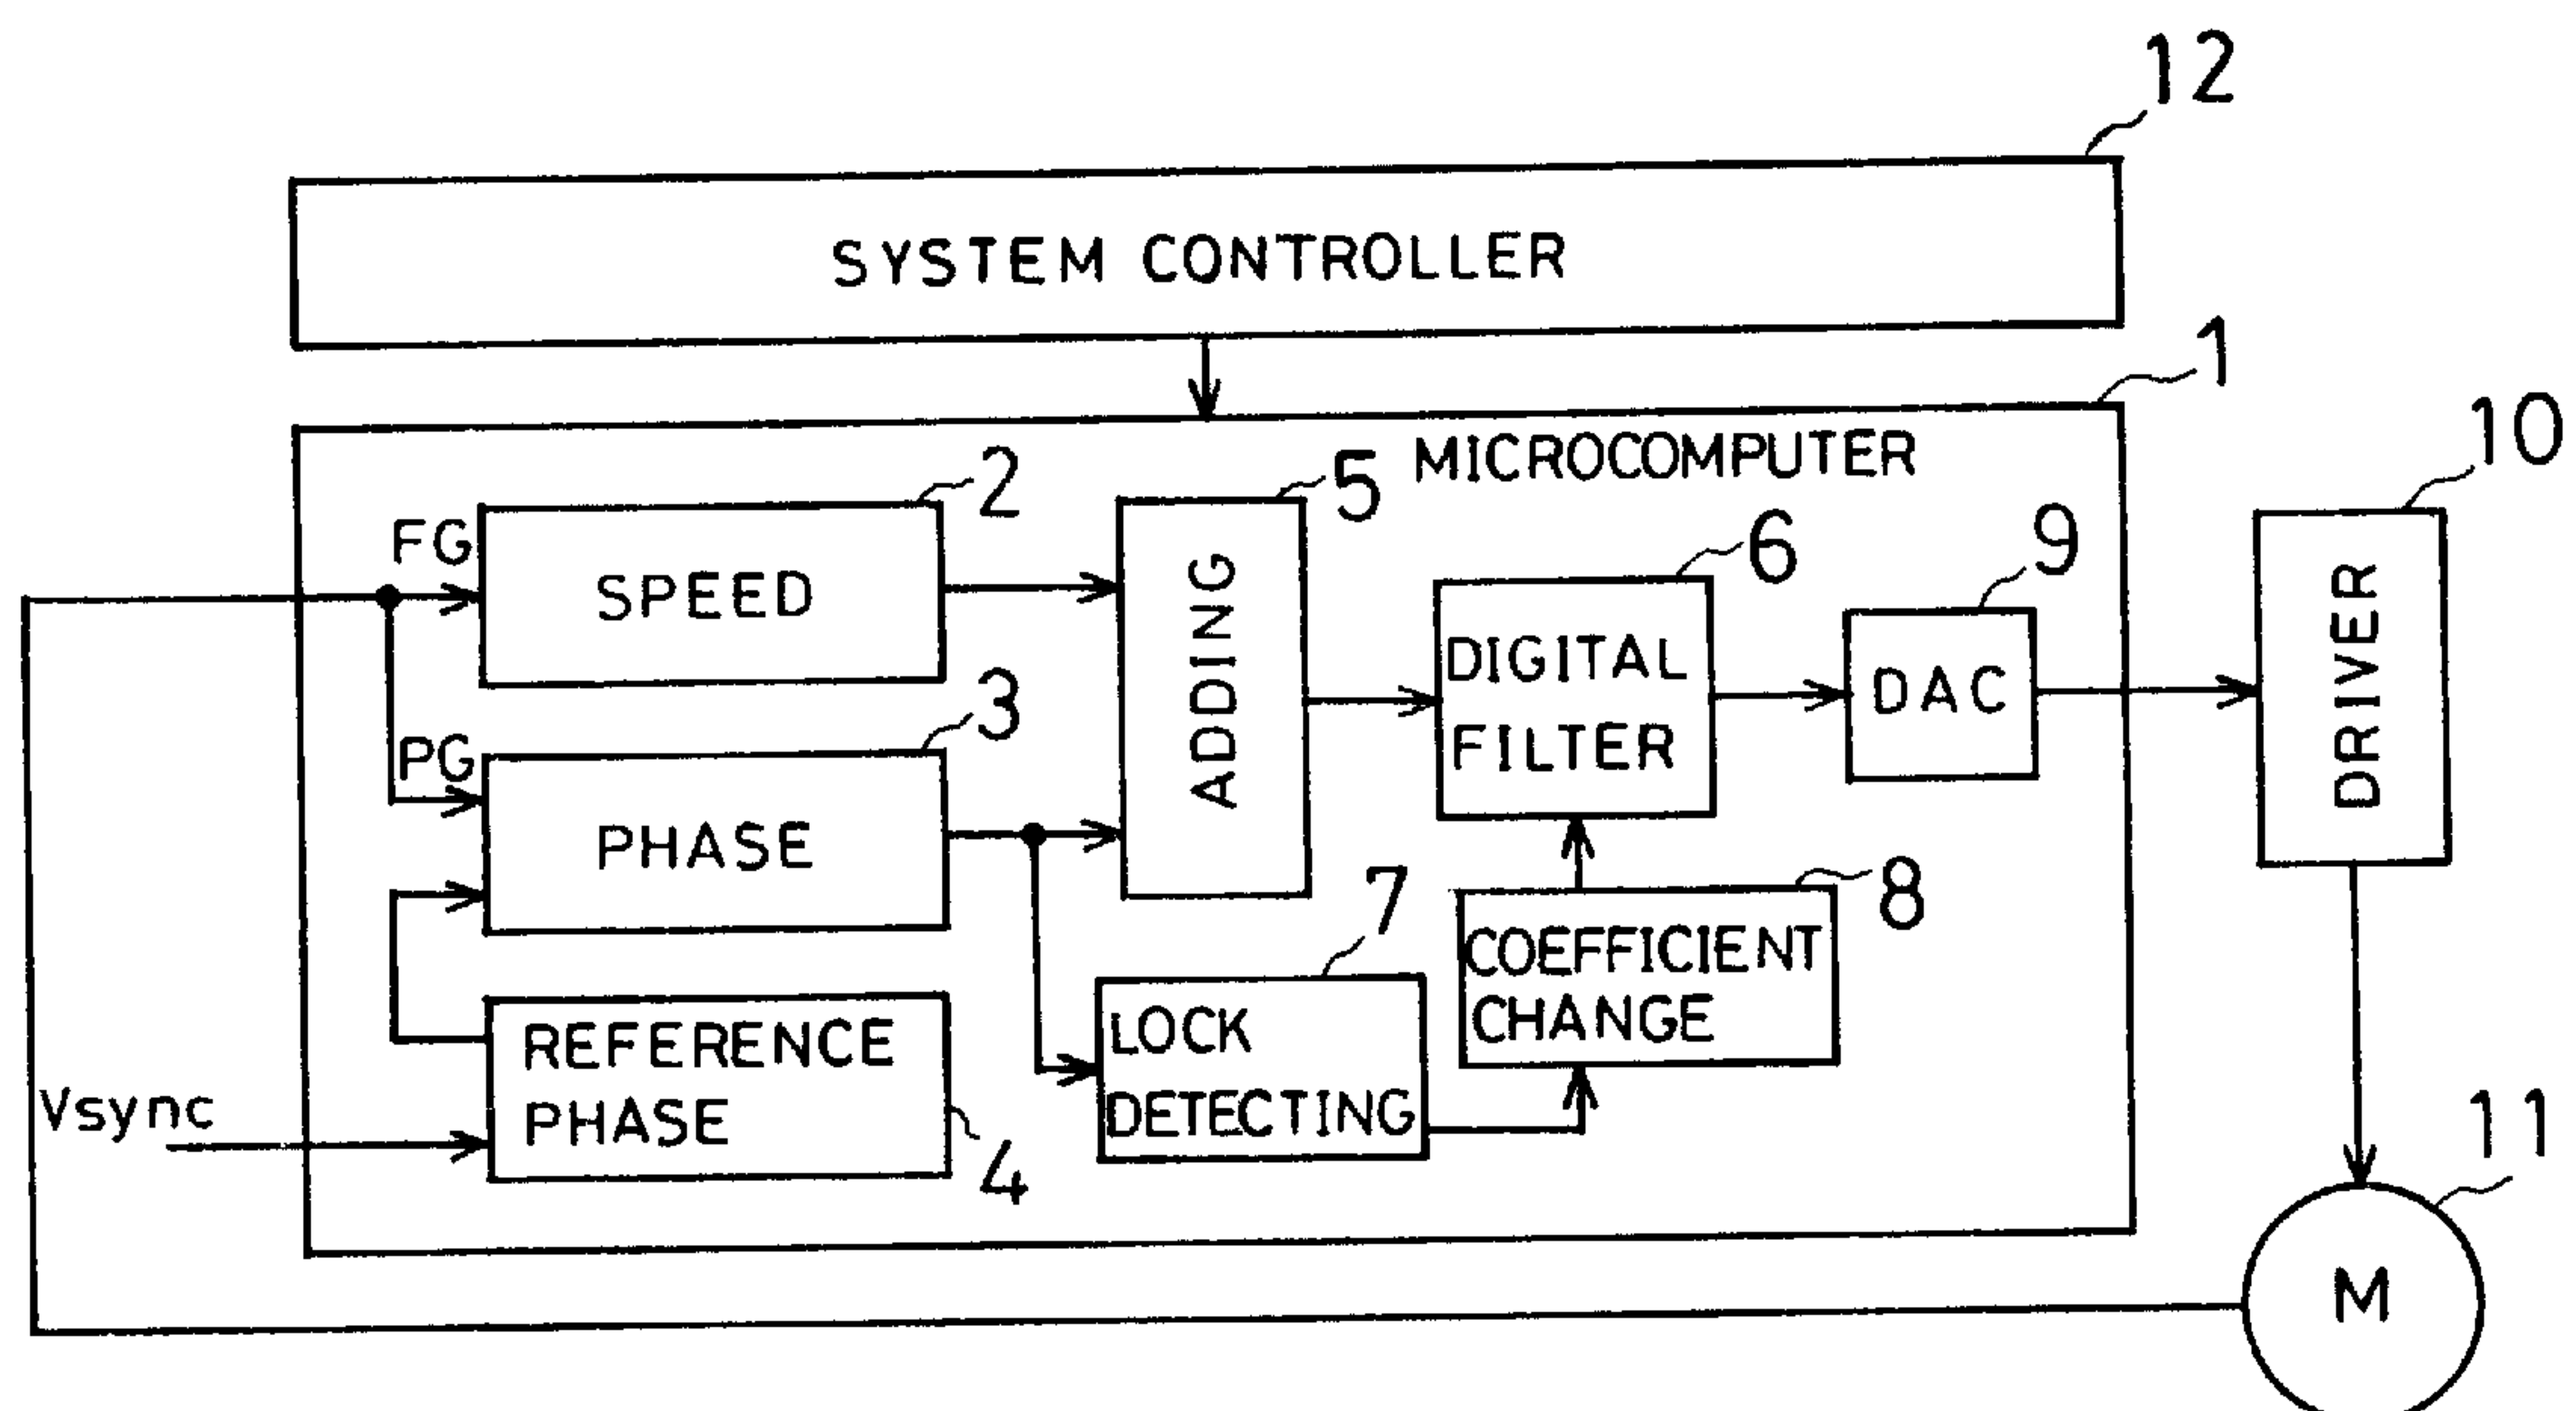 12
SYSTEM CONTROLLER
1
MICROCOMPUTER
10
2
5
FG
SPEED
6
9
ADDING
DIGITAL
FILTER
DAC
DRIVER
3
PG
PHASE
7
8
COEFFICIENT
CHANGE
REFERENCE
PHASE
LOCK
DETECTING
Vsync
4
11
M